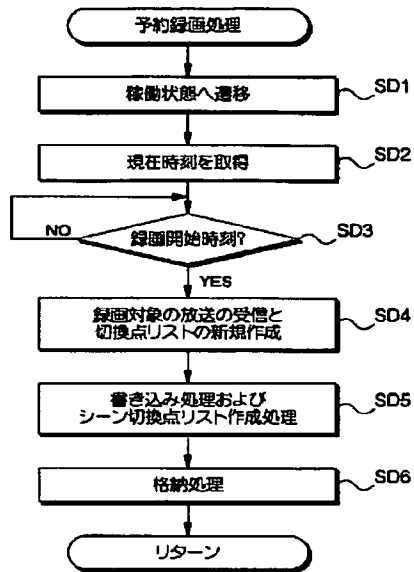 予約録画処理
稼働状態へ遷移
SD1
現在時刻を取得
SD2
録画開始時刻?
SD3
NO
YES
録画対象の放送の受信と
切換点リストの新規作成
SD4
書き込み処理および
シーン切換点リスト作成処理
SD5
格納処理
SD6
リターン